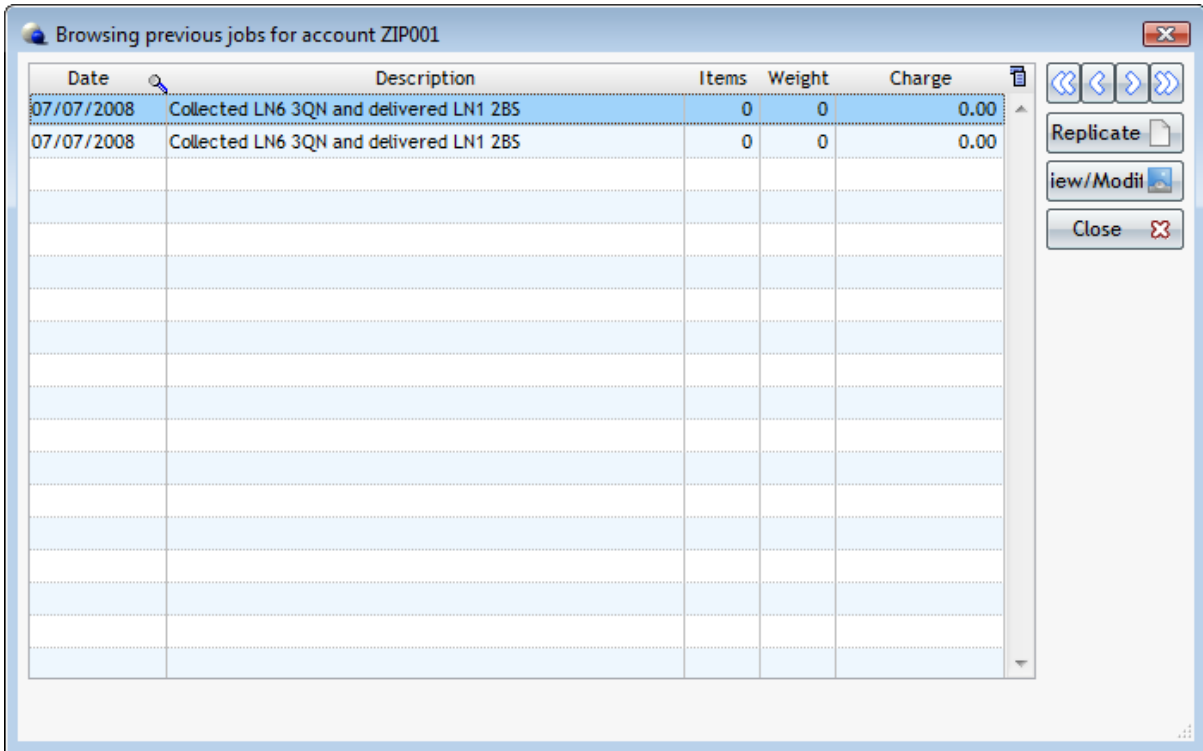 Browsing previous jobs for account ZIP001
Date Description Items Weight Charge
07/07/2008 Collected LN6 3QN and delivered LN1 2BS 0 0 0.00
07/07/2008 Collected LN6 3QN and delivered LN1 2BS 0 0 0.00
Replicate
iew/Modif
Close